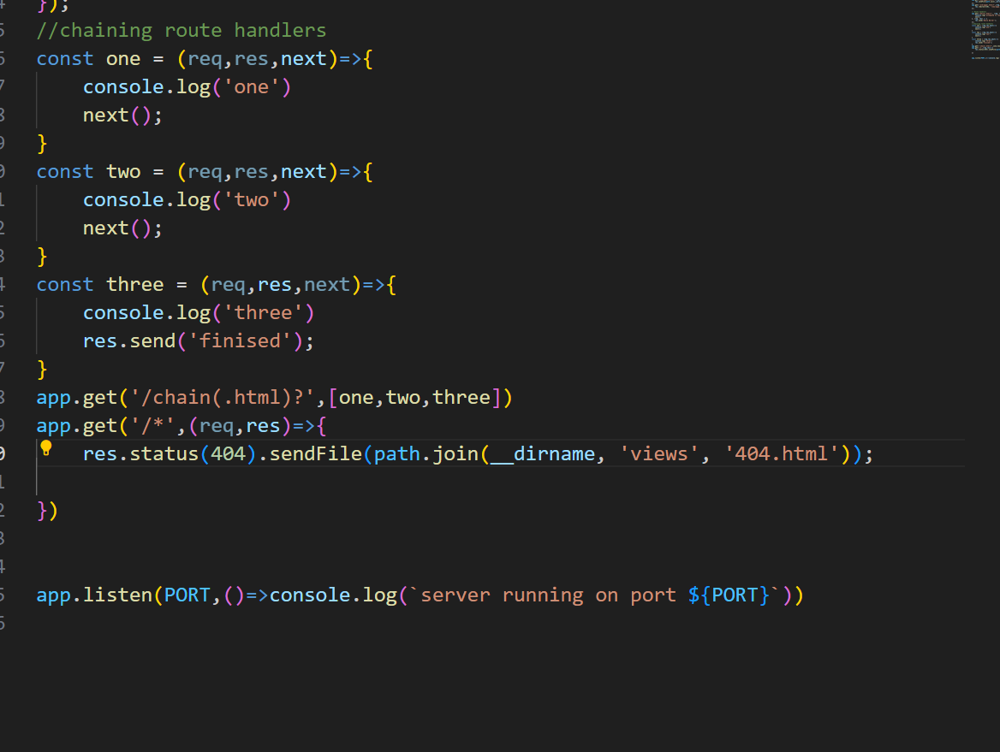 });
//chaining route handlers
const one = (req,res,next)=>{
    console.log('one')
    next();
}
const two = (req,res,next)=>{
    console.log('two')
    next();
}
const three = (req,res,next)=>{
    console.log('three')
    res.send('finised');
}
app.get('/chain(.html)?',[one,two,three])
app.get('/*',(req,res)=>{
    res.status(404).sendFile(path.join(__dirname, 'views', '404.html'));
})
app.listen(PORT,()=>console.log(`server running on port ${PORT}`))